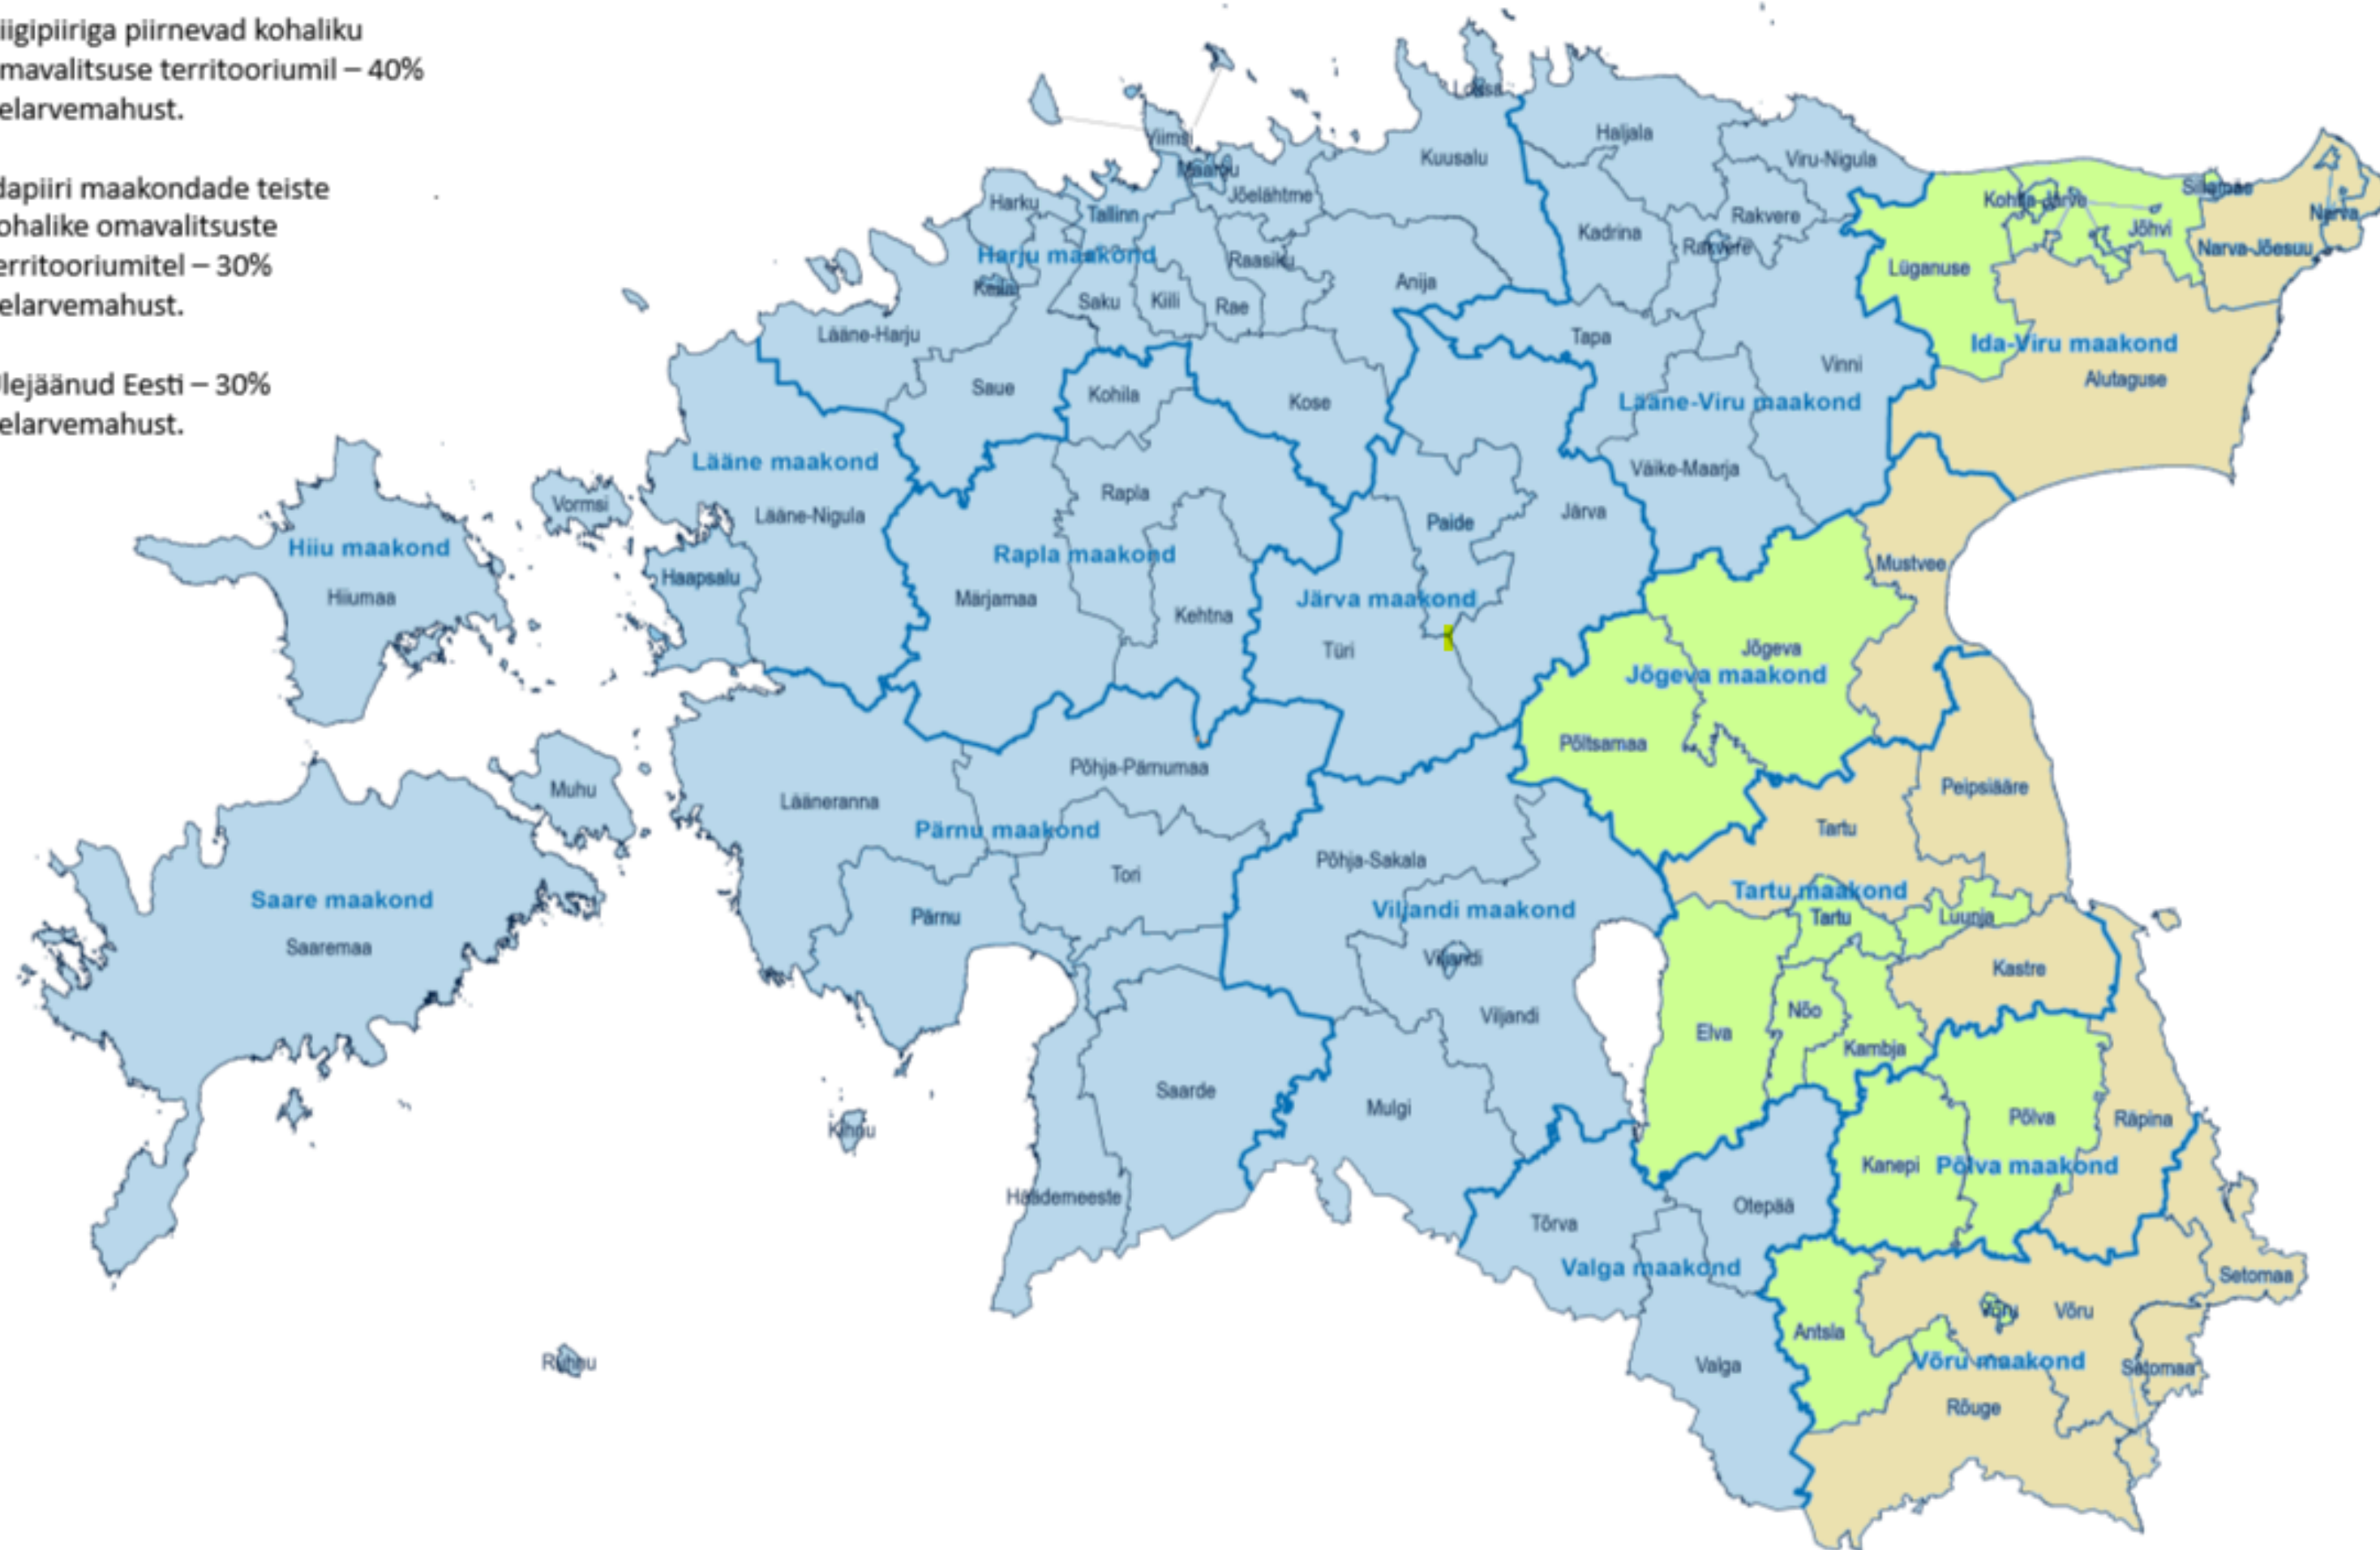 iigipiiriga piirnevad kohaliku
mavalitsuse territooriumil – 40%
elarvemahust.
dapiiri maakondade teiste
ohalike omavalitsuste
erritooriumitel – 30%
elarvemahust.
lejäänud Eesti – 30%
elarvemahust.
Loksa
Haljala
Viimsi
Kuusalu
Viru-Nigula
Maardu
Jõelähtme
Sillamäe
Harku
Tallinn
Kohtla-Järve
Narva
Rakvere
Jõhvi
Kadrina
Rakvere
Narva-Jõesuu
Harju maakond
Raasiku
Lüganuse
Keila
Anija
Saku
Kiili
Rae
Lääne-Harju
Tapa
Ida-Viru maakond
Vinni
Alutaguse
Saue
Kohila
Kose
Lääne-Viru maakond
Lääne maakond
Väike-Maarja
Rapla
Vormsi
Lääne-Nigula
Paide
Järva
Hiiu maakond
Rapla maakond
Mustvee
Haapsalu
Hiiumaa
Märjamaa
Järva maakond
Kehtna
Türi
Jõgeva
Jõgeva maakond
Põltsamaa
Põhja-Pärnumaa
Muhu
Peipsiääre
Lääneranna
Pärnu maakond
Tartu
Põhja-Sakala
Tori
Tartu maakond
Saare maakond
Viljandi maakond
Pärnu
Tartu
Luunja
Saaremaa
Viljandi
Kastre
Nõo
Viljandi
Elva
Kambja
Saarde
Mulgi
Põlva
Räpina
Kihnu
Kanepi
Põlva maakond
Häädemeeste
Otepää
Tõrva
Valga maakond
Setomaa
Võru
Võru
Antsla
Ruhnu
Valga
Võru maakond
Setomaa
Rõuge